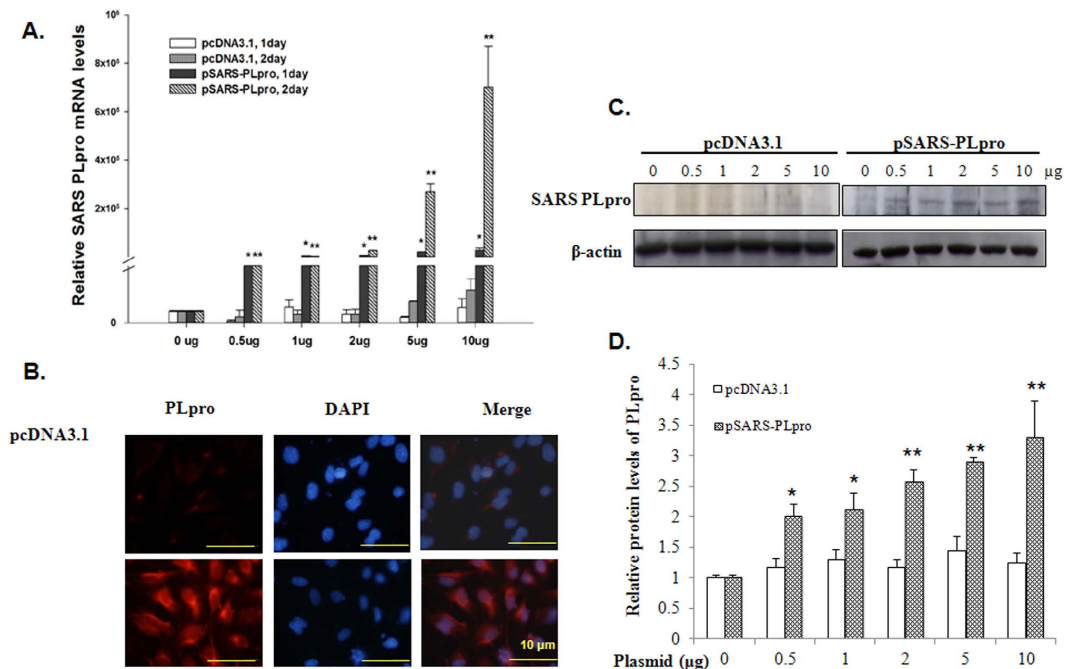 A.
Relative SARS PLpro mRNA levels
10⁶
8x10⁵
6x10⁵
4x10⁵
2x10⁵
0
pcDNA3.1, 1day
pcDNA3.1, 2day
pSARS-PLpro, 1day
pSARS-PLpro, 2day
* **
* **
* **
* **
* **
0 ug 0.5ug 1ug 2ug 5ug 10ug
B.
PLpro DAPI Merge
pcDNA3.1
10 µm
C.
pcDNA3.1 pSARS-PLpro
0 0.5 1 2 5 10 0 0.5 1 2 5 10 µg
SARS PLpro
β-actin
D.
Relative protein levels of PLpro
4.5
4
3.5
3
2.5
2
1.5
1
0.5
0
pcDNA3.1
pSARS-PLpro
* * ** ** **
Plasmid (µg) 0 0.5 1 2 5 10